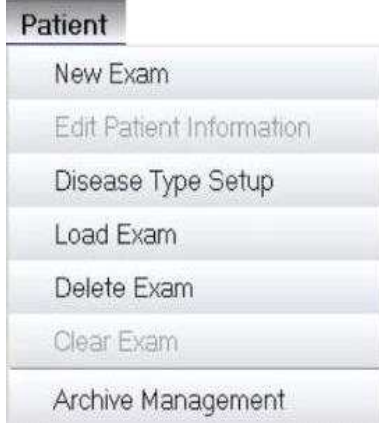 Patient
New Exam
Edit Patient Information
Disease Type Setup
Load Exam
Delete Exam
Clear Exam
Archive Management